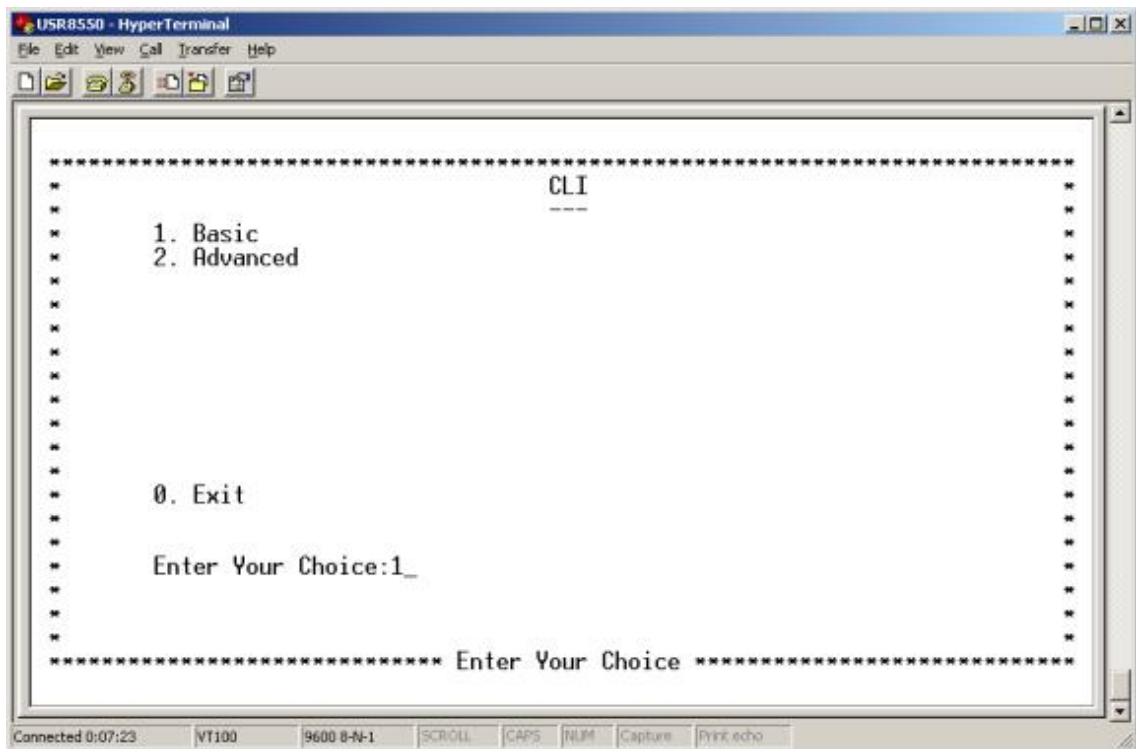 USR8550 - HyperTerminal
File Edit View Call Transfer Help
******************************************************************************
* CLI *
* --- *
* 1. Basic *
* 2. Advanced *
* *
* *
* *
* *
* *
* *
* *
* *
* *
* 0. Exit *
* *
* *
* Enter Your Choice:1_ *
* *
* *
* *
****************************** Enter Your Choice *****************************
Connected 0:07:23 VT100 9600 8-N-1 SCROLL CAPS NUM Capture Print echo